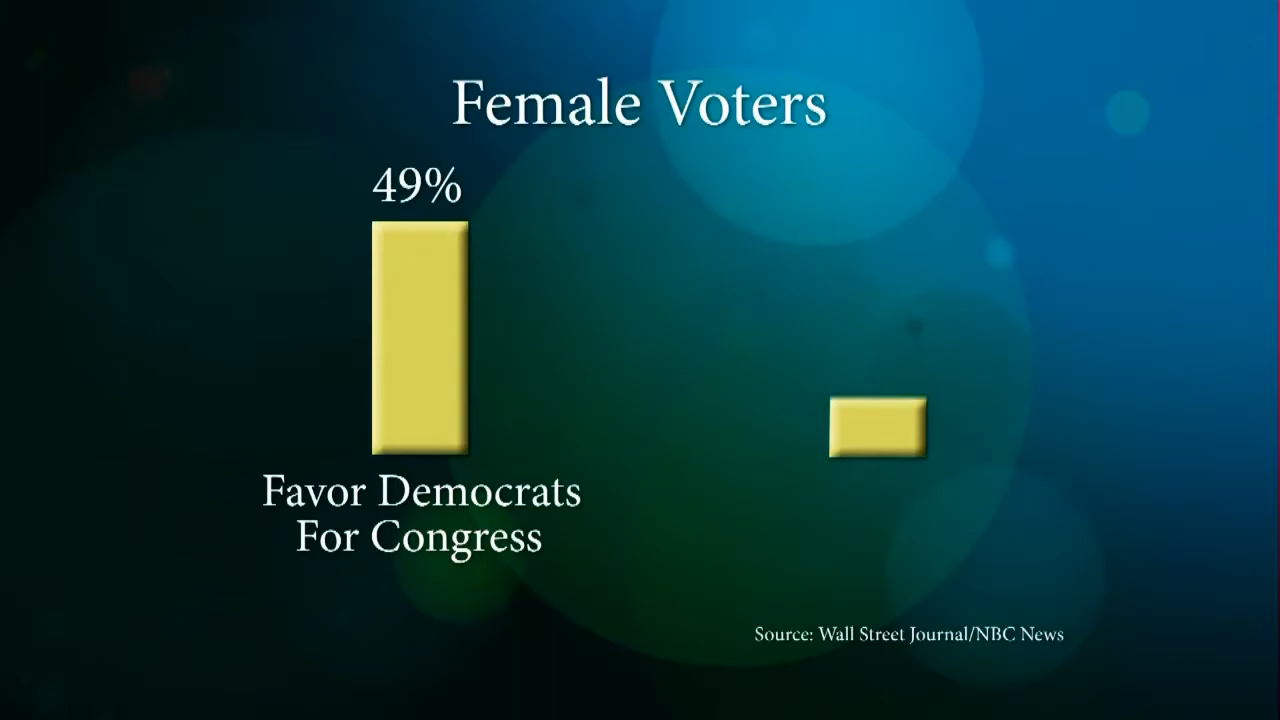 Female Voters
49%
Favor Democrats
For Congress
Source: Wall Street Journal/NBC News